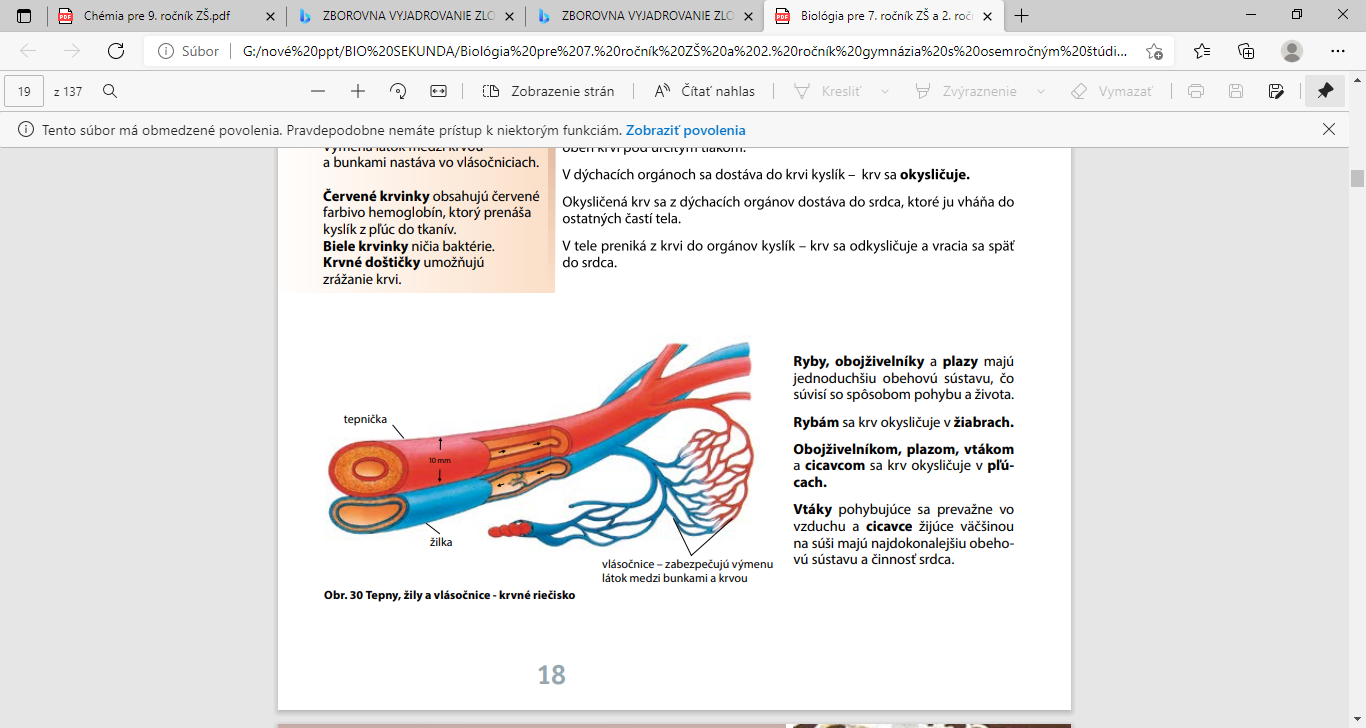 Chémia pre 9. ročník ZŠ.pdf
ZBOROVNA VYJADROVANIE ZLO
ZBOROVNA VYJADROVANIE ZLO
Biológia pre 7. ročník ZŠ a 2. roč
Súbor
G:/nové%20ppt/BIO%20SEKUNDA/Biológia%20pre%207.%20ročník%20ZŠ%20a%202.%20ročník%20gymnázia%20s%20osemročným%20štúdi...
19
z 137
Zobrazenie strán
Čítať nahlas
Kresliť
Zvýraznenie
Vymazať
Tento súbor má obmedzené povolenia. Pravdepodobne nemáte prístup k niektorým funkciám. Zobraziť povolenia
Výmena látok medzi krvou
a bunkami nastáva vo vlásočniciach.
Červené krvinky obsahujú červené
farbivo hemoglobín, ktorý prenáša
kyslík z pľúc do tkanív.
Biele krvinky ničia baktérie.
Krvné doštičky umožňujú
zrážanie krvi.
obeh krvi pod určitým tlakom.
V dýchacích orgánoch sa dostáva do krvi kyslík – krv sa okysličuje.
Okysličená krv sa z dýchacích orgánov dostáva do srdca, ktoré ju vháňa do
ostatných častí tela.
V tele preniká z krvi do orgánov kyslík – krv sa odkysličuje a vracia sa späť
do srdca.
tepnička
10 mm
žilka
vlásočnice – zabezpečujú výmenu
látok medzi bunkami a krvou
Obr. 30 Tepny, žily a vlásočnice - krvné riečisko
Ryby, obojživelníky a plazy majú
jednoduchšiu obehovú sústavu, čo
súvisí so spôsobom pohybu a života.
Rybám sa krv okysličuje v žiabrach.
Obojživelníkom, plazom, vtákom
a cicavcom sa krv okysličuje v pľú-
cach.
Vtáky pohybujúce sa prevažne vo
vzduchu a cicavce žijúce väčšinou
na súši majú najdokonalejšiu obeho-
vú sústavu a činnosť srdca.
18